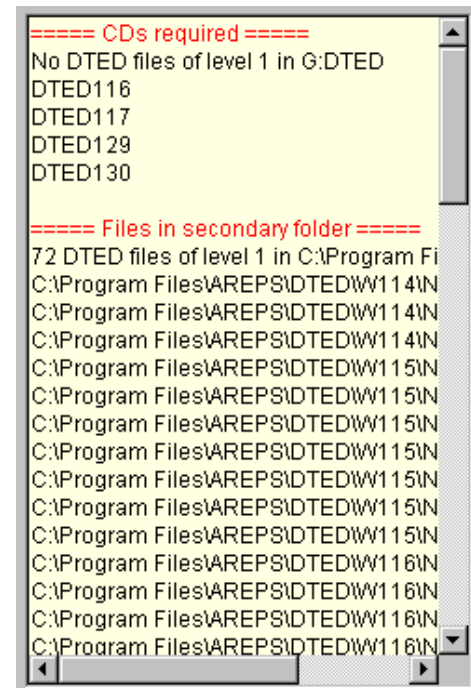 ===== CDs required =====
No DTED files of level 1 in G:DTED
DTED116
DTED117
DTED129
DTED130
===== Files in secondary folder =====
72 DTED files of level 1 in C:\Program Fi
C:\Program Files\AREPS\DTED\W114\N
C:\Program Files\AREPS\DTED\W114\N
C:\Program Files\AREPS\DTED\W114\N
C:\Program Files\AREPS\DTED\W115\N
C:\Program Files\AREPS\DTED\W115\N
C:\Program Files\AREPS\DTED\W115\N
C:\Program Files\AREPS\DTED\W115\N
C:\Program Files\AREPS\DTED\W115\N
C:\Program Files\AREPS\DTED\W115\N
C:\Program Files\AREPS\DTED\W115\N
C:\Program Files\AREPS\DTED\W116\N
C:\Program Files\AREPS\DTED\W116\N
C:\Program Files\AREPS\DTED\W116\N
C:\Program Files\AREPS\DTED\W116\N